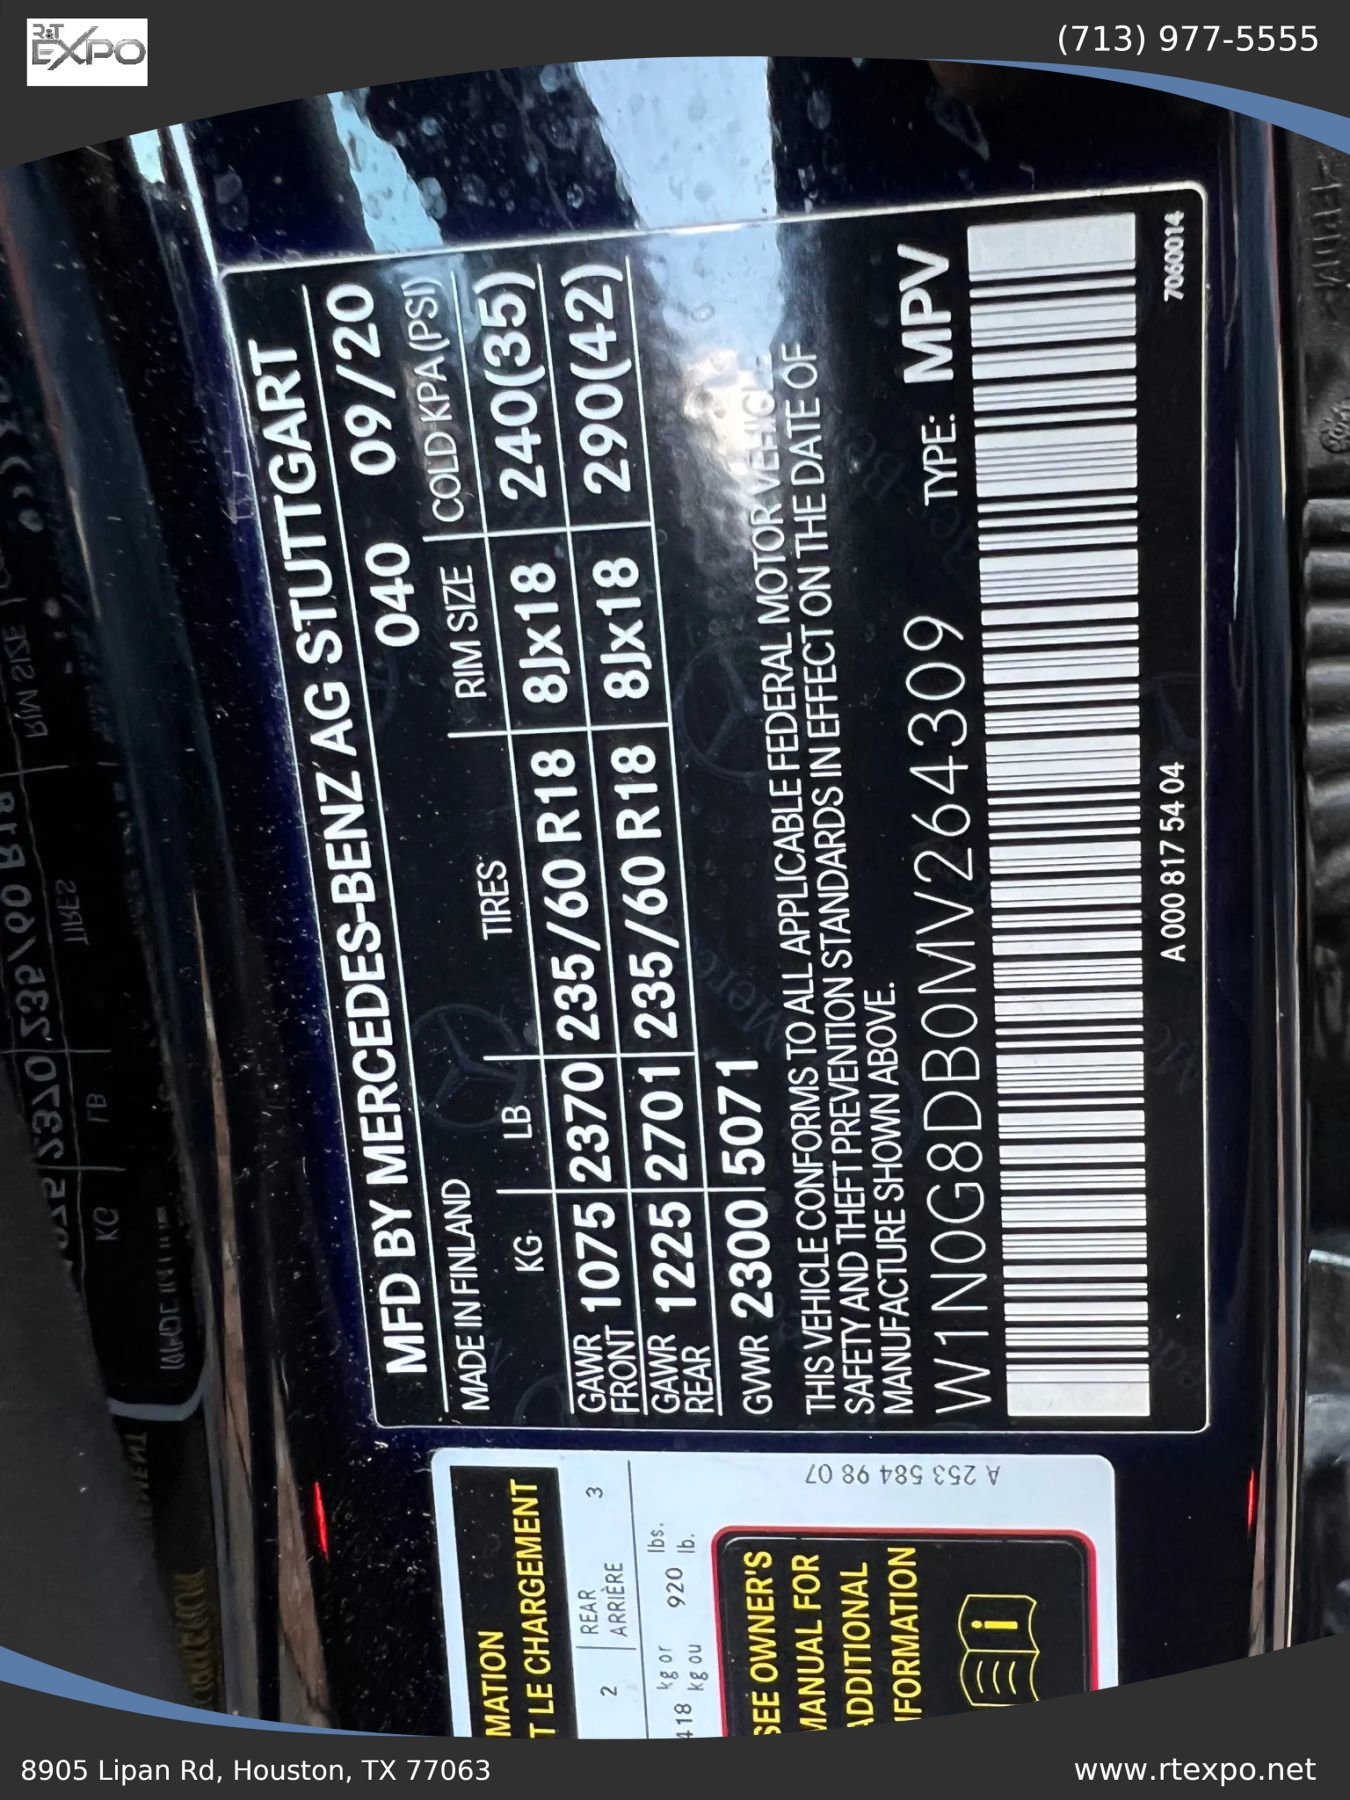 R&T
EXPO
(713) 977-5555
MFD BY MERCEDES-BENZ AG STUTTGART
040 09/20
MADE IN FINLAND
KG LB TIRES RIM SIZE COLD KPA(PSI)
GAWR FRONT 1075 2370 235/60 R18 8Jx18 240(35)
GAWR REAR 1225 2701 235/60 R18 8Jx18 290(42)
GVWR 2300 5071
THIS VEHICLE CONFORMS TO ALL APPLICABLE FEDERAL MOTOR VEHICLE
SAFETY AND THEFT PREVENTION STANDARDS IN EFFECT ON THE DATE OF
MANUFACTURE SHOWN ABOVE.
W1N0G8DB0MV264309 TYPE: MPV
A 000 817 54 04 7060014
MATION
T LE CHARGEMENT
2 REAR ARRIÈRE 3
418 kg or 920 lbs.
kg ou lb.
SEE OWNER'S
MANUAL FOR
ADDITIONAL
FORMATION
A 253 584 98 07
8905 Lipan Rd, Houston, TX 77063
www.rtexpo.net